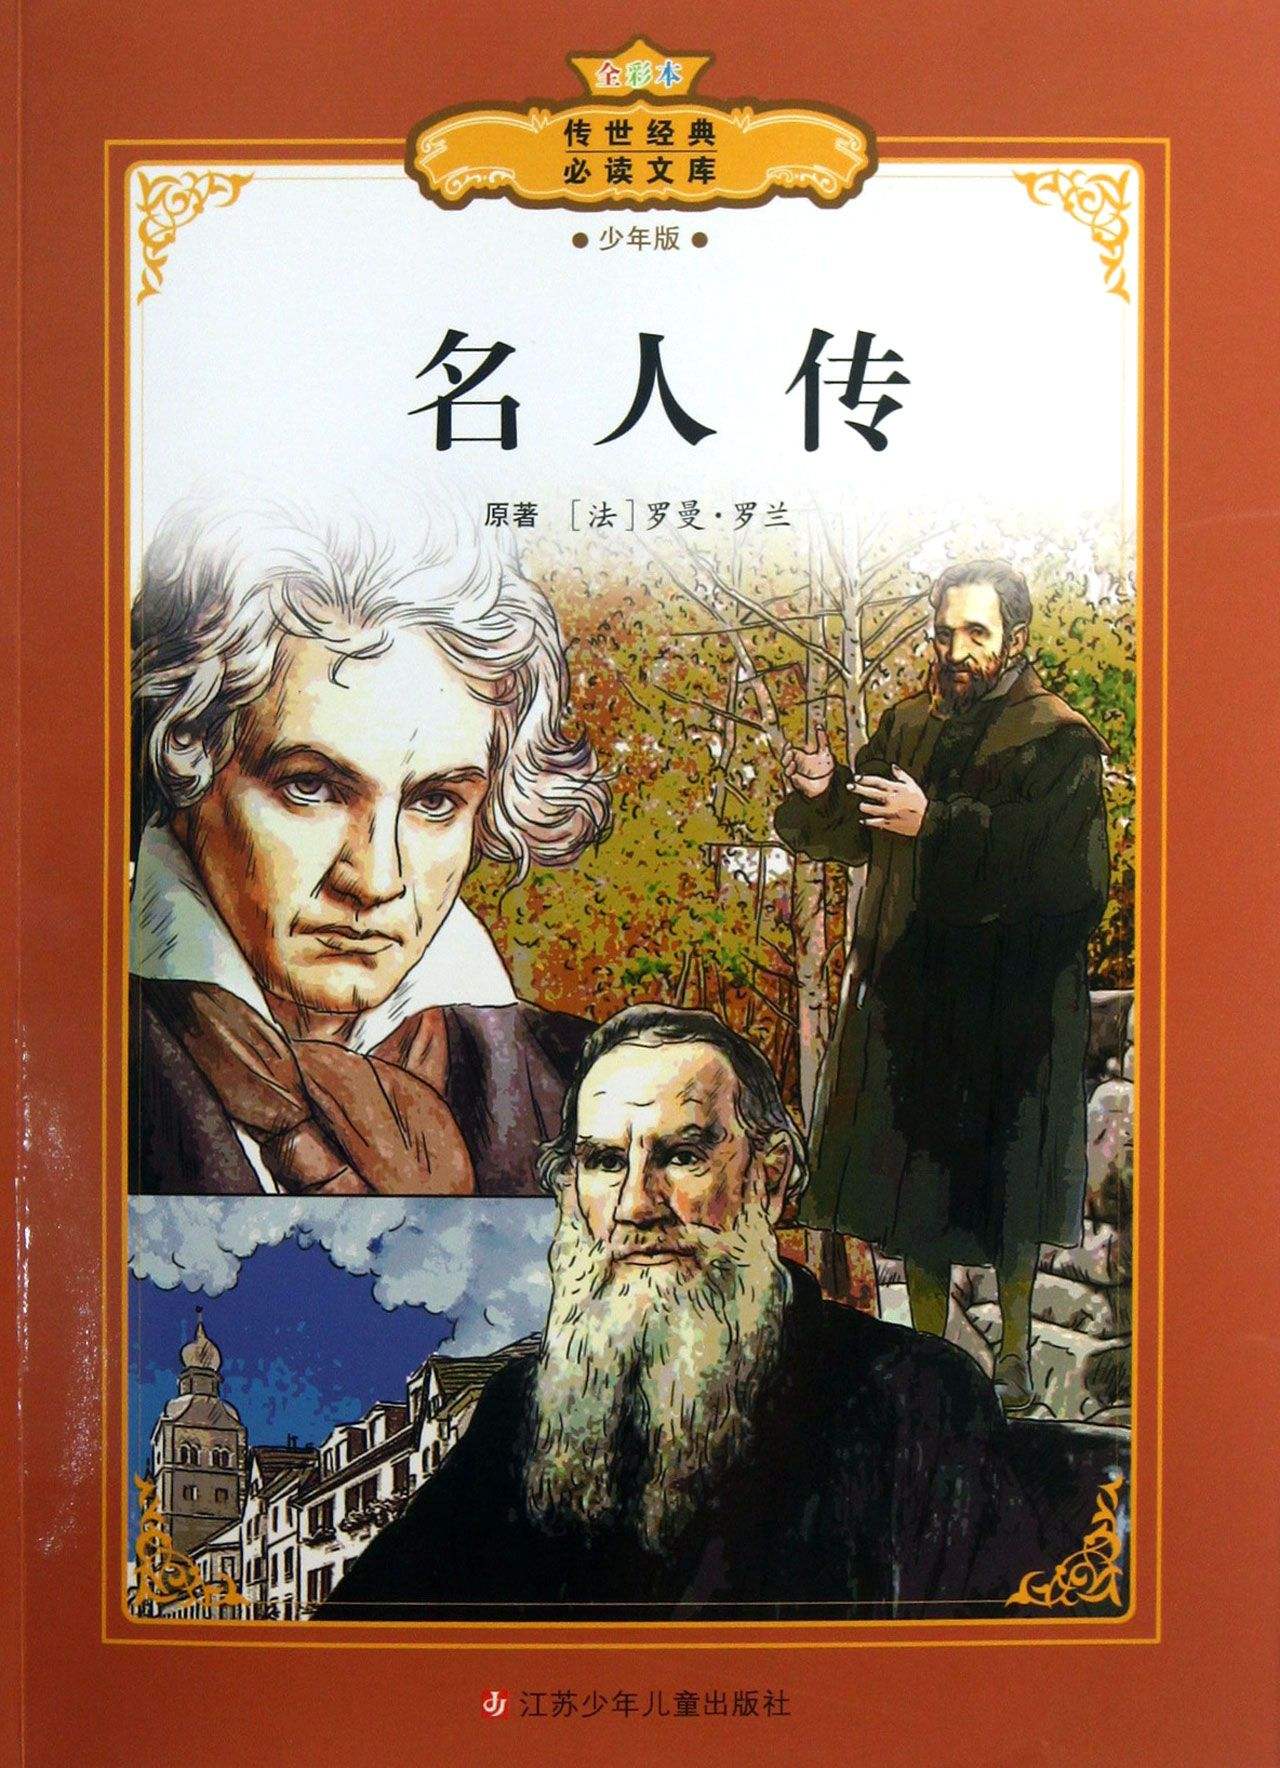 全彩本
传世经典
必读文库
● 少年版 ●
名人传
原著 [法]罗曼·罗兰
江苏少年儿童出版社